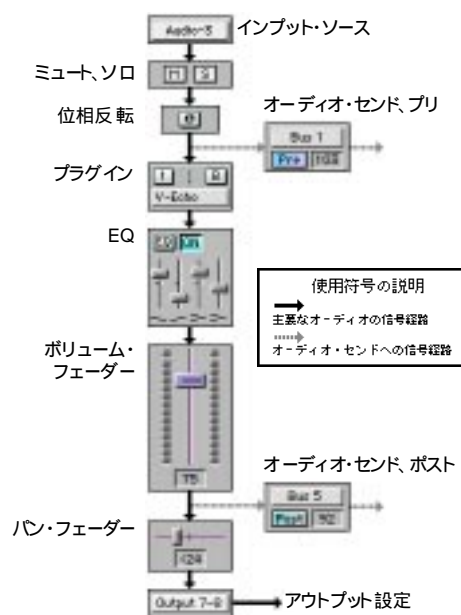 Audio-3
インプット・ソース
ミュート、ソロ
M S
位相反転
オーディオ・センド、プリ
Bus 1
Pre
プラグイン
V-Echo
EQ
EQ On
使用符号の説明
主要なオーディオの信号経路
オーディオ・センドへの信号経路
ボリューム・
フェーダー
オーディオ・センド、ポスト
Bus 5
Post 92
パン・フェーダー
Output 7-8
アウトプット設定